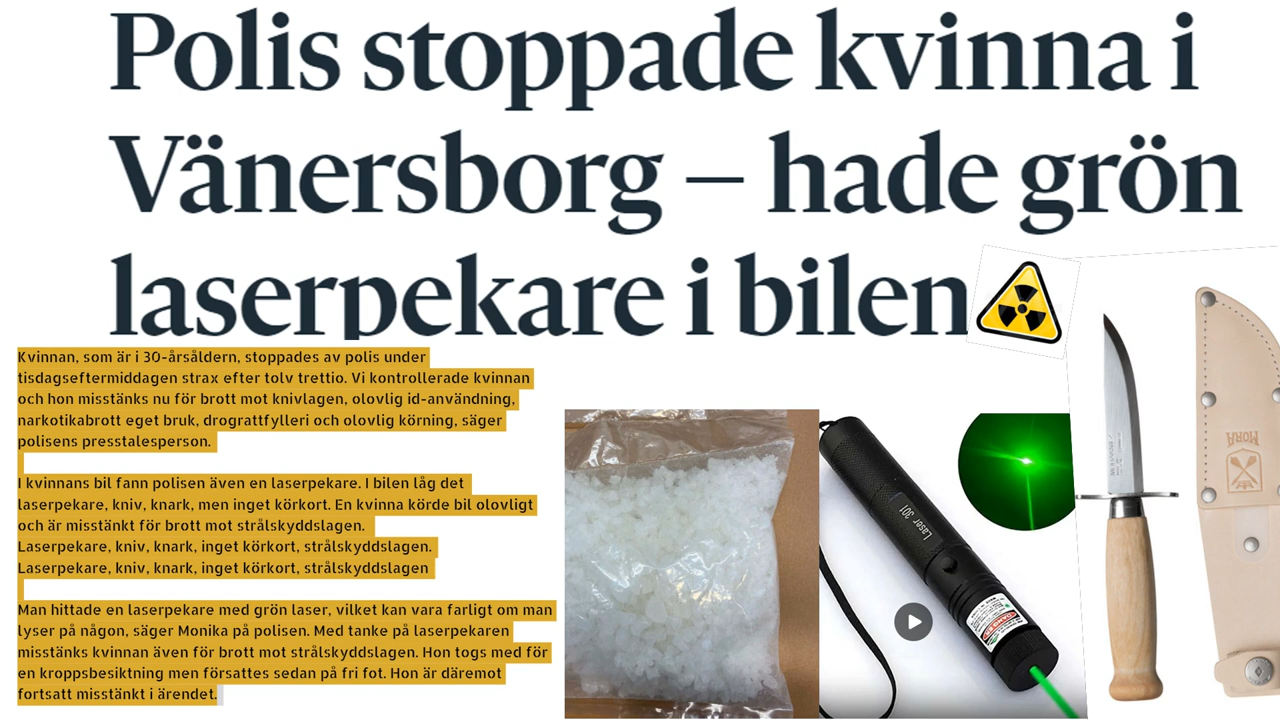 Polis stoppade kvinna i
Vänersborg – hade grön
laserpekare i bilen
Kvinnan, som är i 30-årsåldern, stoppades av polis under
tisdagseftermiddagen strax efter tolv trettio. Vi kontrollerade kvinnan
och hon misstänks nu för brott mot knivlagen, olovlig id-användning,
narkotikabrott eget bruk, drograttfylleri och olovlig körning, säger
polisens presstalesperson.
I kvinnans bil fann polisen även en laserpekare. I bilen låg det
laserpekare, kniv, knark, men inget körkort. En kvinna körde bil olovligt
och är misstänkt för brott mot strålskyddslagen.
Laserpekare, kniv, knark, inget körkort, strålskyddslagen.
Laserpekare, kniv, knark, inget körkort, strålskyddslagen
Man hittade en laserpekare med grön laser, vilket kan vara farligt om man
lyser på någon, säger Monika på polisen. Med tanke på laserpekaren
misstänks kvinnan även för brott mot strålskyddslagen. Hon togs med för
en kroppsbesiktning men försattes sedan på fri fot. Hon är däremot
fortsatt misstänkt i ärendet.
Laser 301
MORA